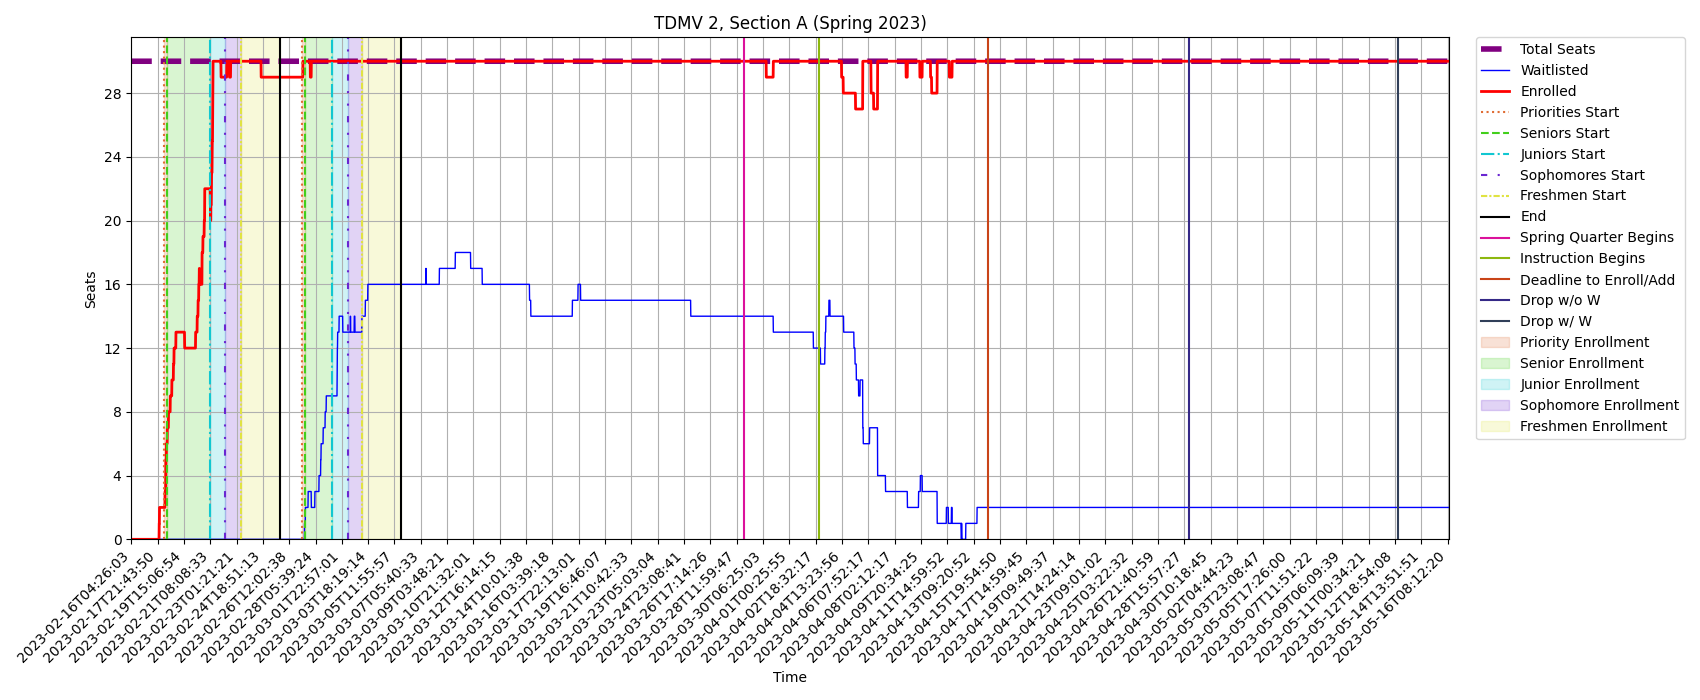 TDMV 2, Section A (Spring 2023)
Total Seats
Waitlisted
Enrolled
Priorities Start
Seniors Start
Juniors Start
Sophomores Start
Freshmen Start
End
Spring Quarter Begins
Instruction Begins
Deadline to Enroll/Add
Drop w/o W
Drop w/ W
Priority Enrollment
Senior Enrollment
Junior Enrollment
Sophomore Enrollment
Freshmen Enrollment
Seats
28
24
20
16
12
8
4
0
2023-02-16T04:26:03
2023-02-17T21:43:50
2023-02-19T15:06:54
2023-02-21T08:08:33
2023-02-23T01:21:21
2023-02-24T18:51:13
2023-02-26T12:02:38
2023-02-28T05:39:24
2023-03-01T22:57:01
2023-03-03T18:19:14
2023-03-05T11:55:57
2023-03-07T05:40:33
2023-03-09T03:48:21
2023-03-12T01:32:01
2023-03-12T16:14:15
2023-03-14T10:01:38
2023-03-16T03:39:18
2023-03-17T22:13:01
2023-03-19T16:46:07
2023-03-21T10:42:33
2023-03-23T05:03:04
2023-03-24T23:08:41
2023-03-26T17:14:26
2023-03-28T11:59:47
2023-03-30T06:25:03
2023-04-01T00:25:55
2023-04-02T18:32:17
2023-04-04T13:23:56
2023-04-06T07:52:17
2023-04-08T02:12:17
2023-04-09T20:34:25
2023-04-11T14:59:52
2023-04-13T09:20:52
2023-04-15T19:54:50
2023-04-17T14:59:45
2023-04-19T09:49:37
2023-04-21T14:24:14
2023-04-23T09:01:02
2023-04-25T03:22:32
2023-04-26T21:40:59
2023-04-28T15:57:27
2023-04-30T10:18:45
2023-05-02T04:44:23
2023-05-03T23:08:47
2023-05-05T17:26:00
2023-05-07T11:51:22
2023-05-09T06:09:39
2023-05-11T00:34:21
2023-05-12T18:54:08
2023-05-14T13:51:51
2023-05-16T08:12:20
Time